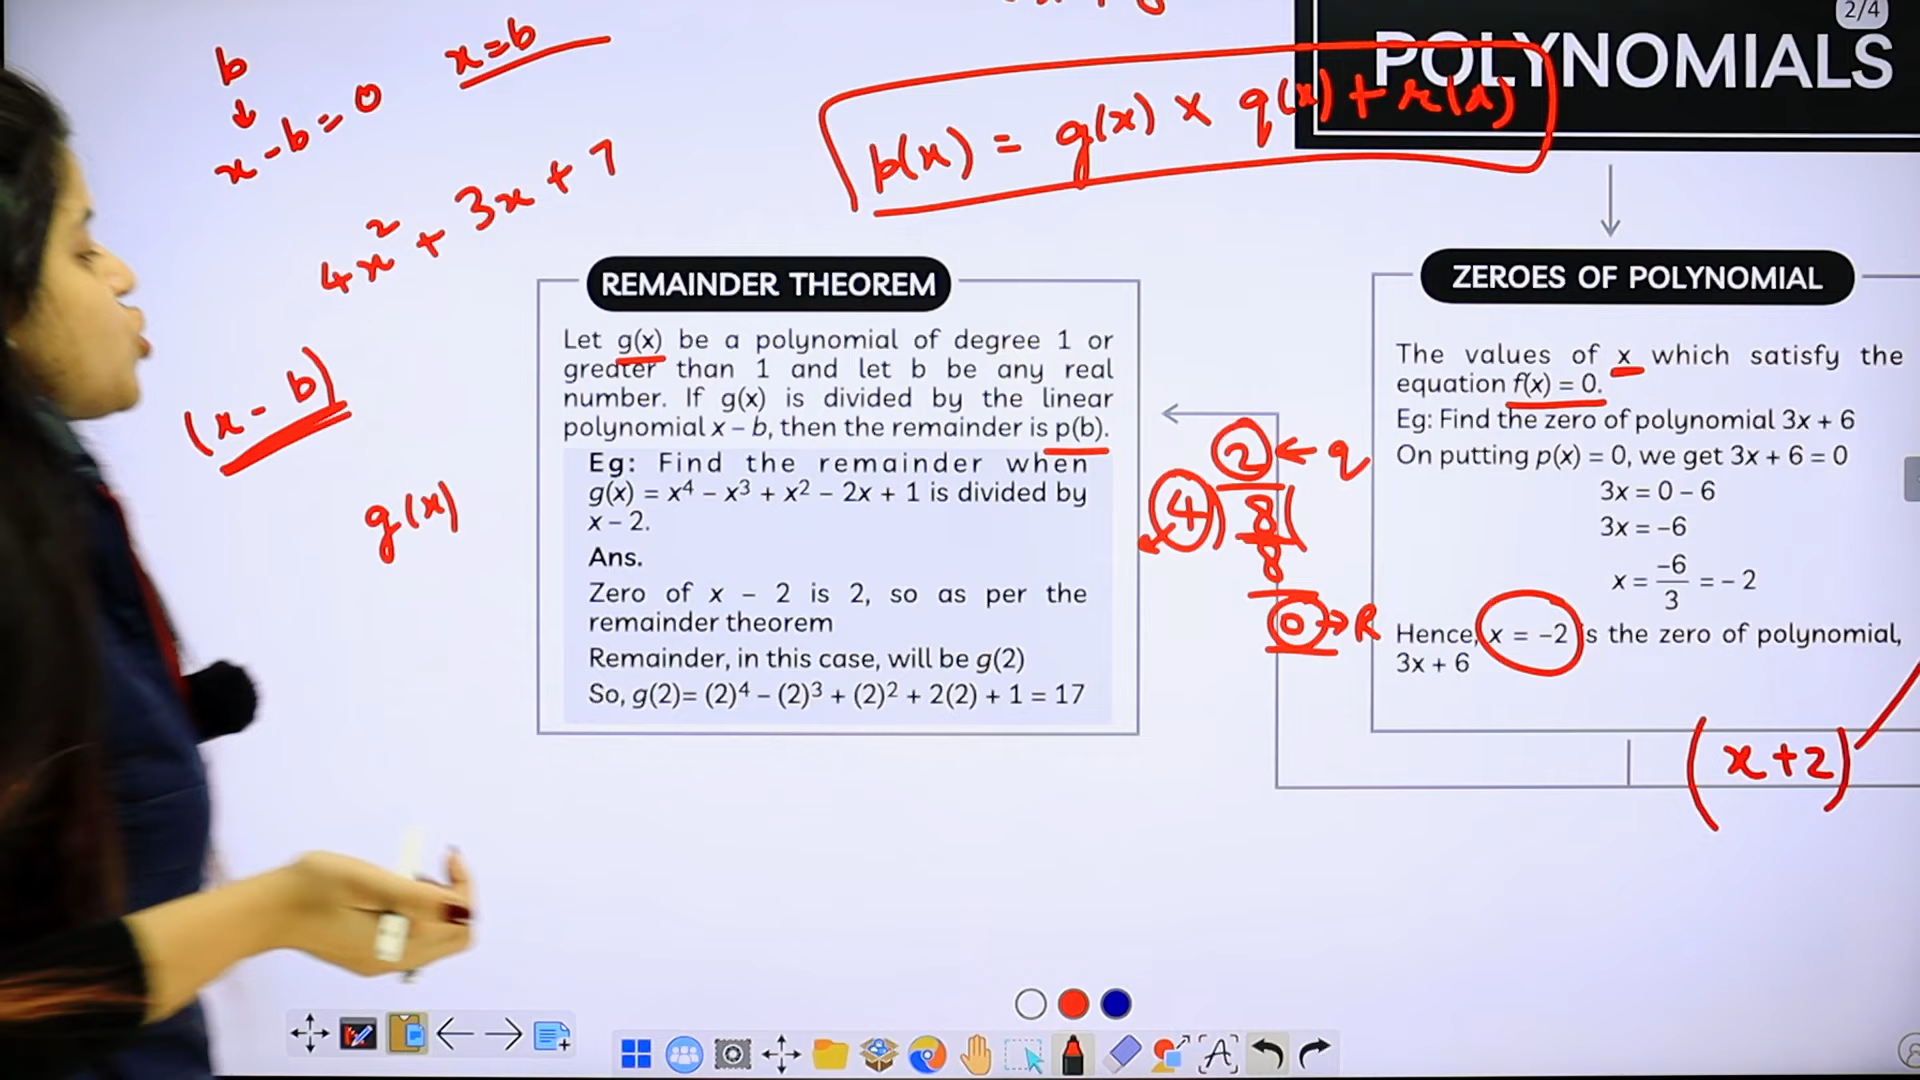 2/4
POLYNOMIALS
b
↓
x - b = 0
x = b
4x² + 3x + 7
p(x) = g(x) × q(x) + r(x)
(x - b)
g(x)
REMAINDER THEOREM
Let g(x) be a polynomial of degree 1 or
greater than 1 and let b be any real
number. If g(x) is divided by the linear
polynomial x – b, then the remainder is p(b).
Eg: Find the remainder when
g(x) = x⁴ – x³ + x² – 2x + 1 is divided by
x – 2.
Ans.
Zero of x – 2 is 2, so as per the
remainder theorem
Remainder, in this case, will be g(2)
So, g(2)= (2)⁴ – (2)³ + (2)² + 2(2) + 1 = 17
2 ← q
4) 8 (
8
0 → R
ZEROES OF POLYNOMIAL
The values of x which satisfy the
equation f(x) = 0.
Eg: Find the zero of polynomial 3x + 6
On putting p(x) = 0, we get 3x + 6 = 0
3x = 0 – 6
3x = –6
x = –6/3 = – 2
Hence, x = –2 is the zero of polynomial,
3x + 6
(x+2)